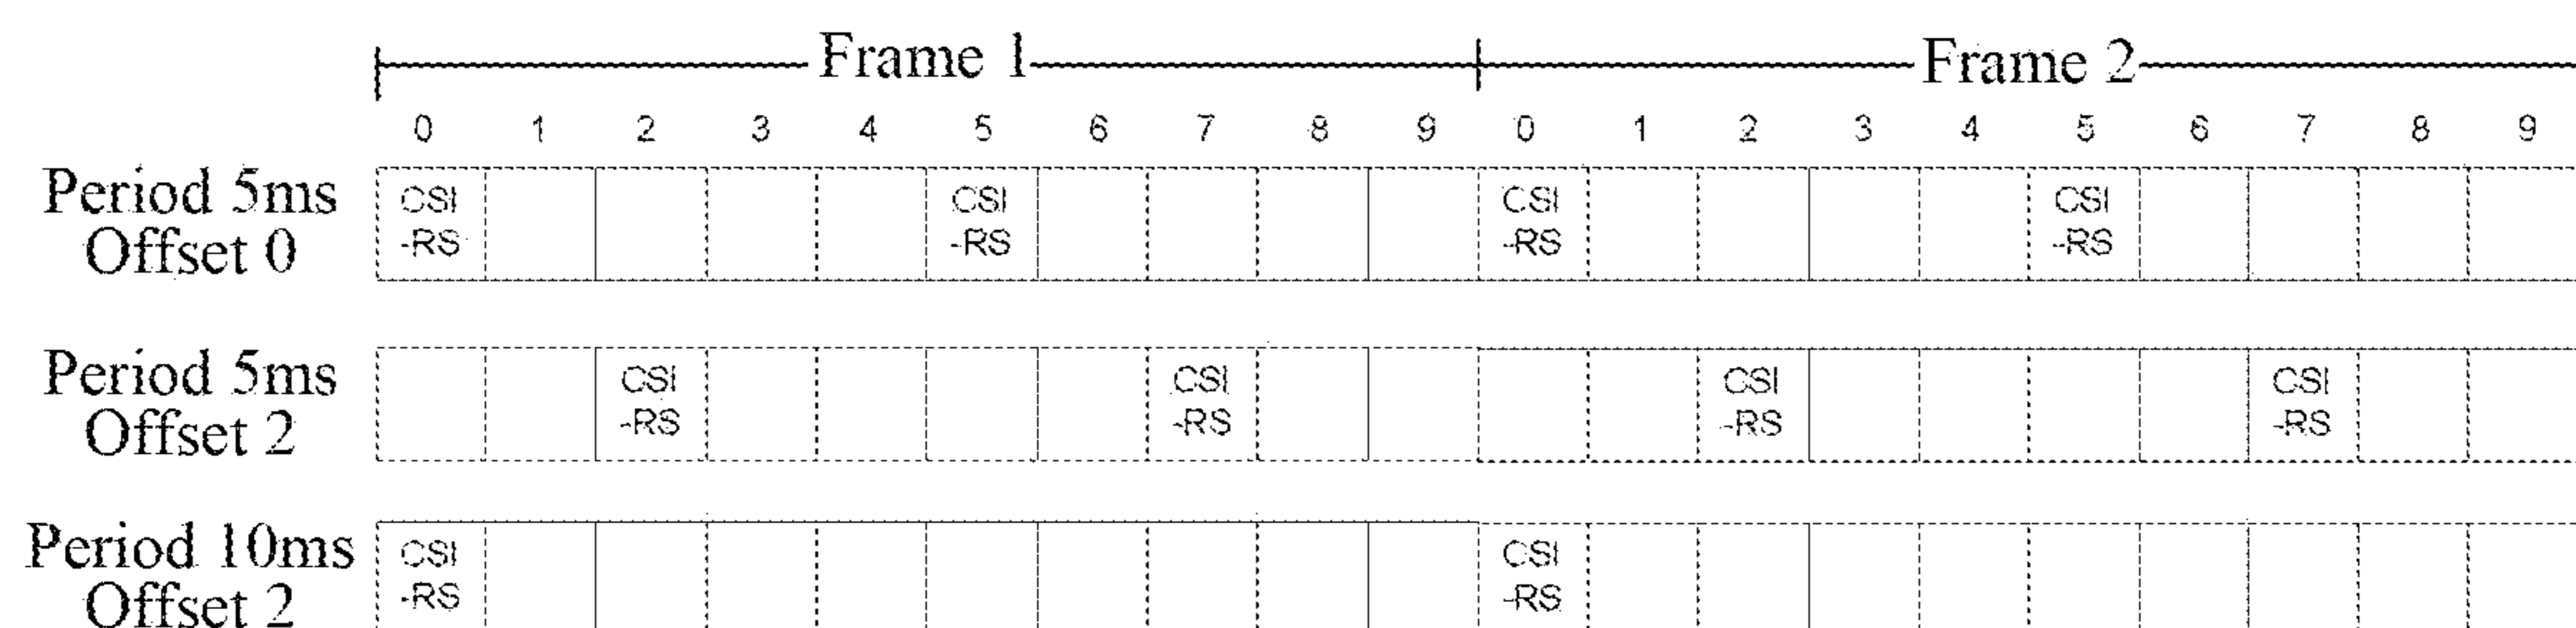 Frame 1 Frame 2
0 1 2 3 4 5 6 7 8 9 0 1 2 3 4 5 6 7 8 9
Period 5ms
Offset 0
CSI CSI CSI CSI
-RS -RS -RS -RS
Period 5ms
Offset 2
CSI CSI CSI CSI
-RS -RS -RS -RS
Period 10ms
Offset 2
CSI CSI
-RS -RS